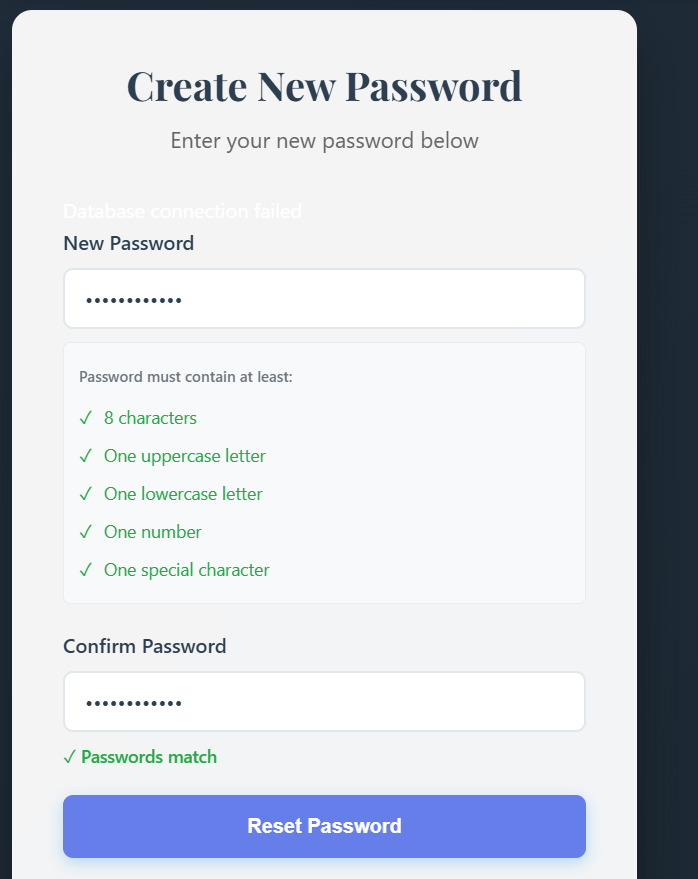 Create New Password
Enter your new password below
Database connection failed
New Password
••••••••••••
Password must contain at least:
✓ 8 characters
✓ One uppercase letter
✓ One lowercase letter
✓ One number
✓ One special character
Confirm Password
••••••••••••
✓ Passwords match
Reset Password